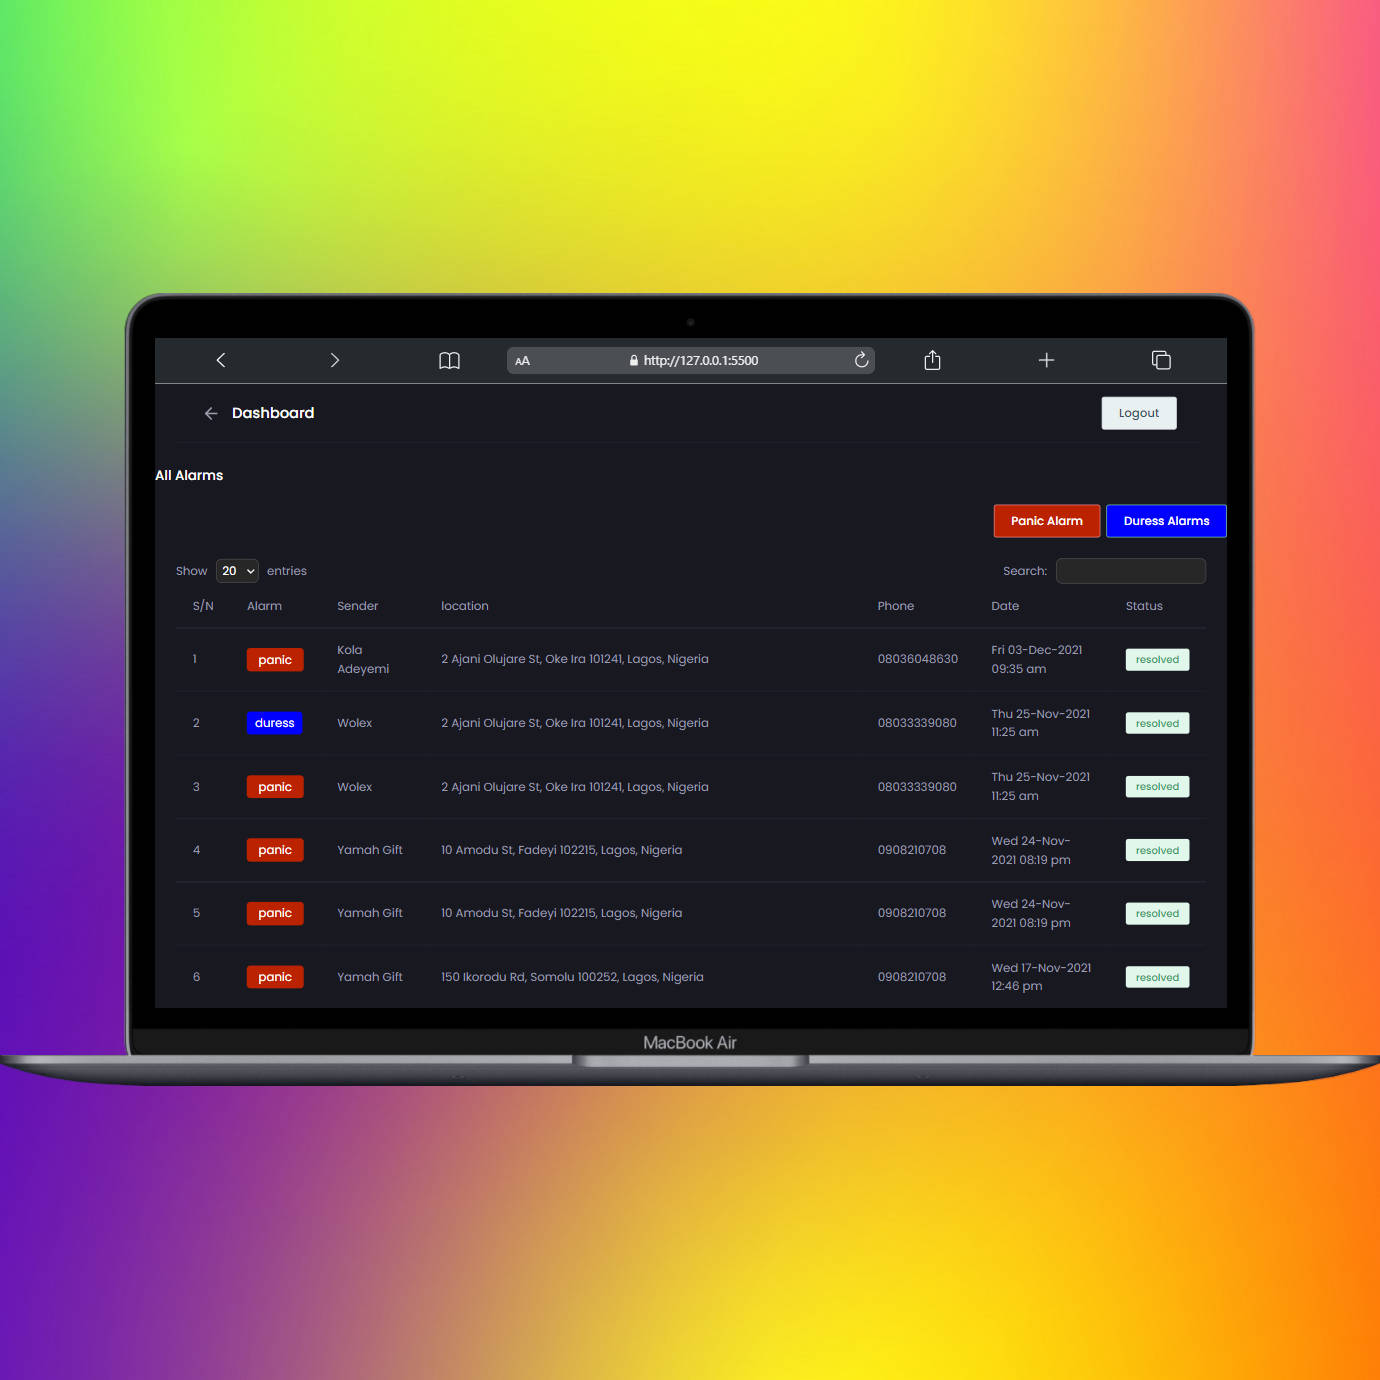 AA http://127.0.0.1:5500
Dashboard Logout
All Alarms
Panic Alarm Duress Alarms
Show 20 entries Search:
S/N Alarm Sender location Phone Date Status
1 panic Kola Adeyemi 2 Ajani Olujare St, Oke Ira 101241, Lagos, Nigeria 08036048630 Fri 03-Dec-2021 09:35 am resolved
2 duress Wolex 2 Ajani Olujare St, Oke Ira 101241, Lagos, Nigeria 08033339080 Thu 25-Nov-2021 11:25 am resolved
3 panic Wolex 2 Ajani Olujare St, Oke Ira 101241, Lagos, Nigeria 08033339080 Thu 25-Nov-2021 11:25 am resolved
4 panic Yamah Gift 10 Amodu St, Fadeyi 102215, Lagos, Nigeria 0908210708 Wed 24-Nov-2021 08:19 pm resolved
5 panic Yamah Gift 10 Amodu St, Fadeyi 102215, Lagos, Nigeria 0908210708 Wed 24-Nov-2021 08:19 pm resolved
6 panic Yamah Gift 150 Ikorodu Rd, Somolu 100252, Lagos, Nigeria 0908210708 Wed 17-Nov-2021 12:46 pm resolved
MacBook Air